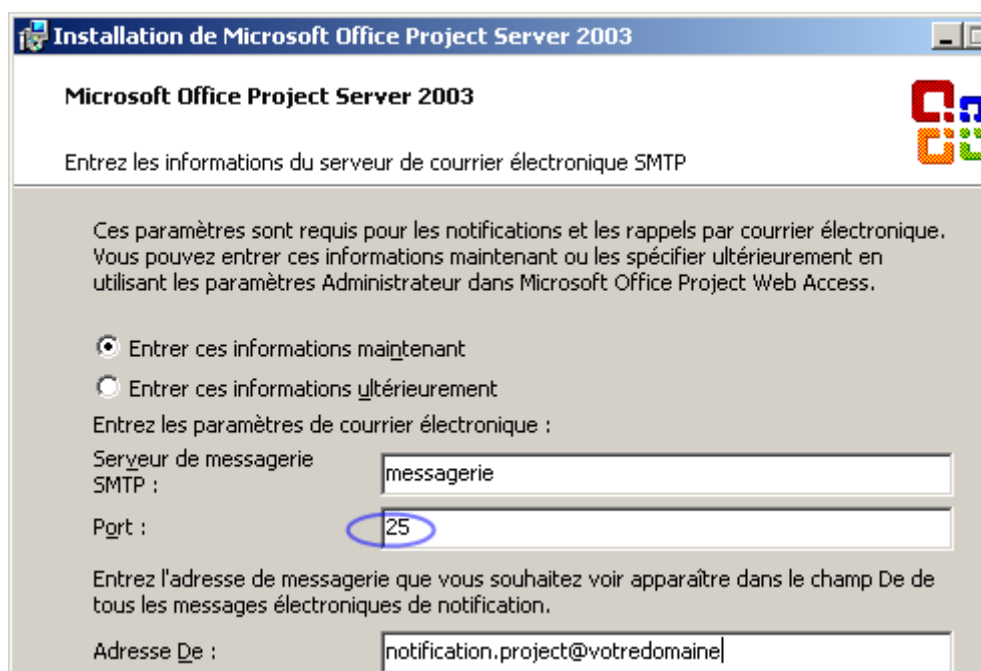 Installation de Microsoft Office Project Server 2003
Microsoft Office Project Server 2003
Entrez les informations du serveur de courrier électronique SMTP
Ces paramètres sont requis pour les notifications et les rappels par courrier électronique.
Vous pouvez entrer ces informations maintenant ou les spécifier ultérieurement en
utilisant les paramètres Administrateur dans Microsoft Office Project Web Access.
Entrer ces informations maintenant
Entrer ces informations ultérieurement
Entrez les paramètres de courrier électronique :
Serveur de messagerie
SMTP :
messagerie
Port :
25
Entrez l'adresse de messagerie que vous souhaitez voir apparaître dans le champ De de
tous les messages électroniques de notification.
Adresse De :
notification.project@votredomaine